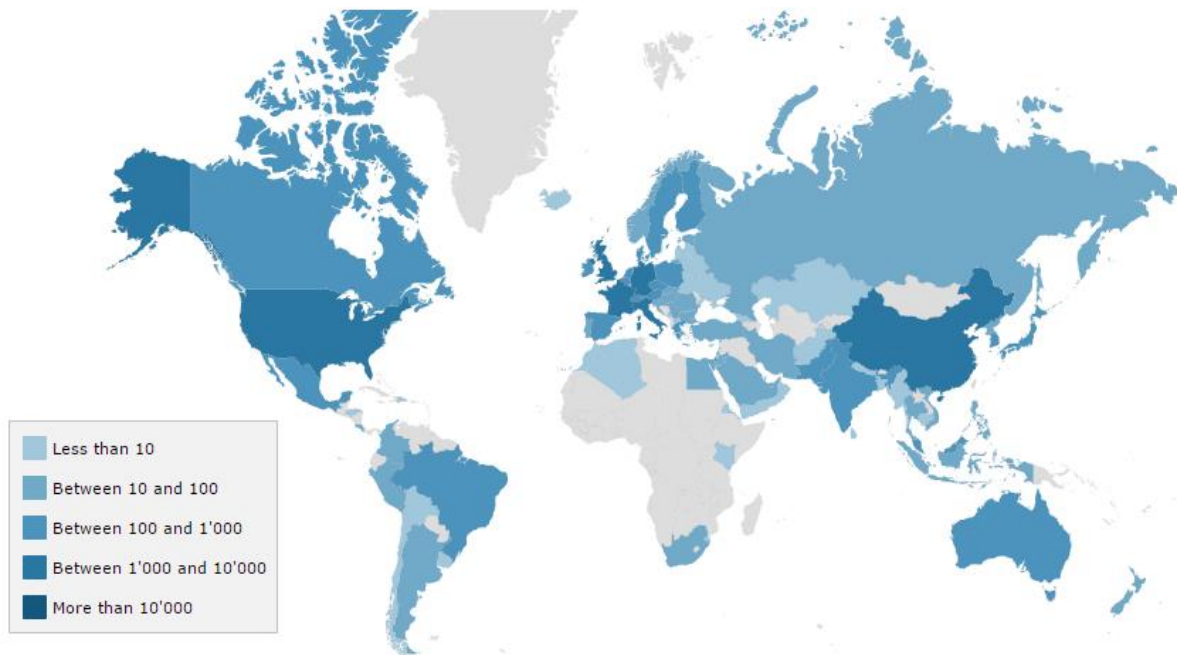 Less than 10
Between 10 and 100
Between 100 and 1'000
Between 1'000 and 10'000
More than 10'000